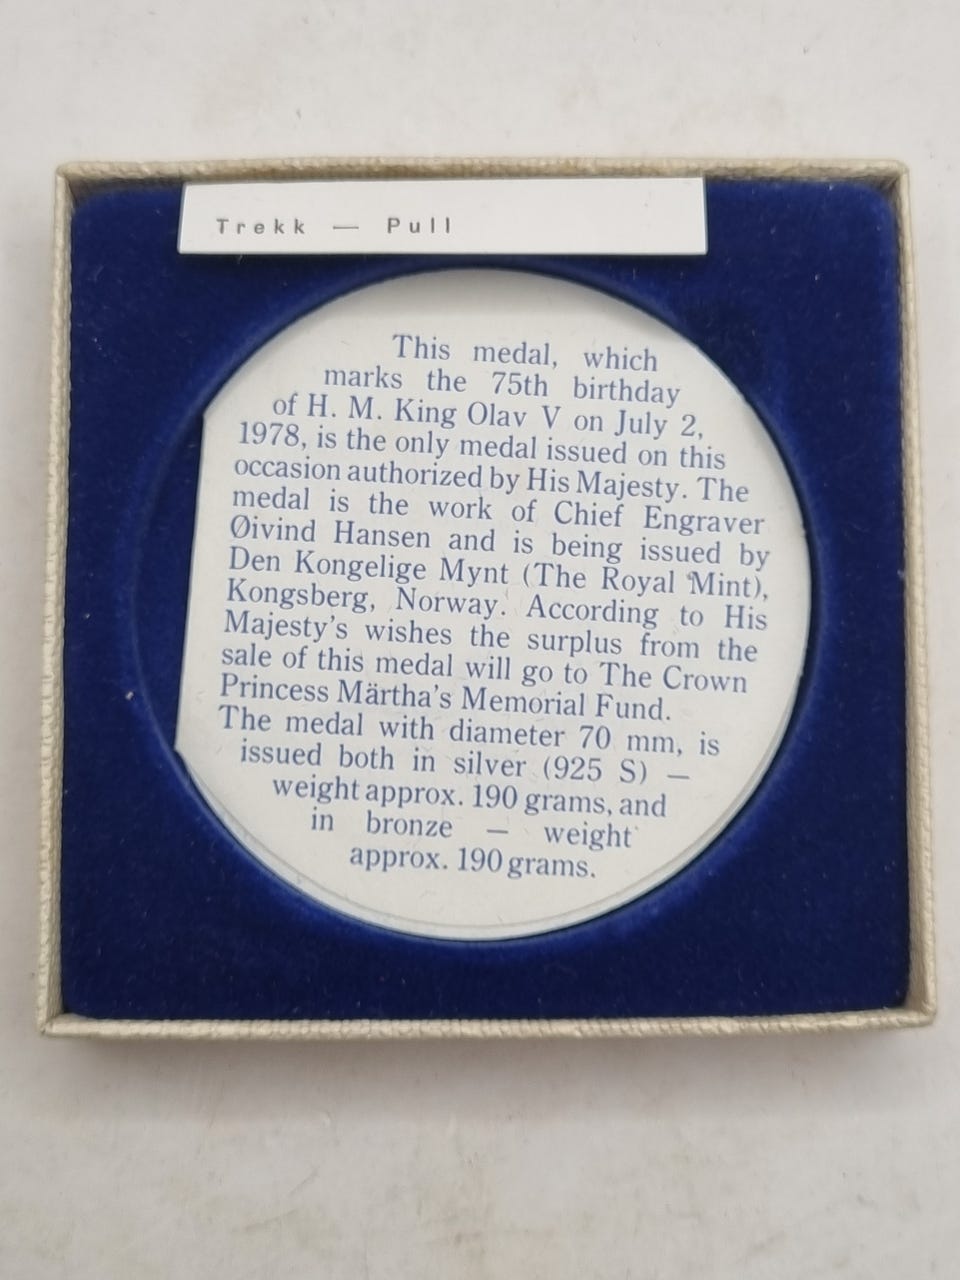 Trekk — Pull
This medal, which
marks the 75th birthday
of H. M. King Olav V on July 2,
1978, is the only medal issued on this
occasion authorized by His Majesty. The
medal is the work of Chief Engraver
Øivind Hansen and is being issued by
Den Kongelige Mynt (The Royal Mint),
Kongsberg, Norway. According to His
Majesty's wishes the surplus from the
sale of this medal will go to The Crown
Princess Märtha's Memorial Fund.
The medal with diameter 70 mm, is
issued both in silver (925 S) —
weight approx. 190 grams, and
in bronze — weight
approx. 190 grams.